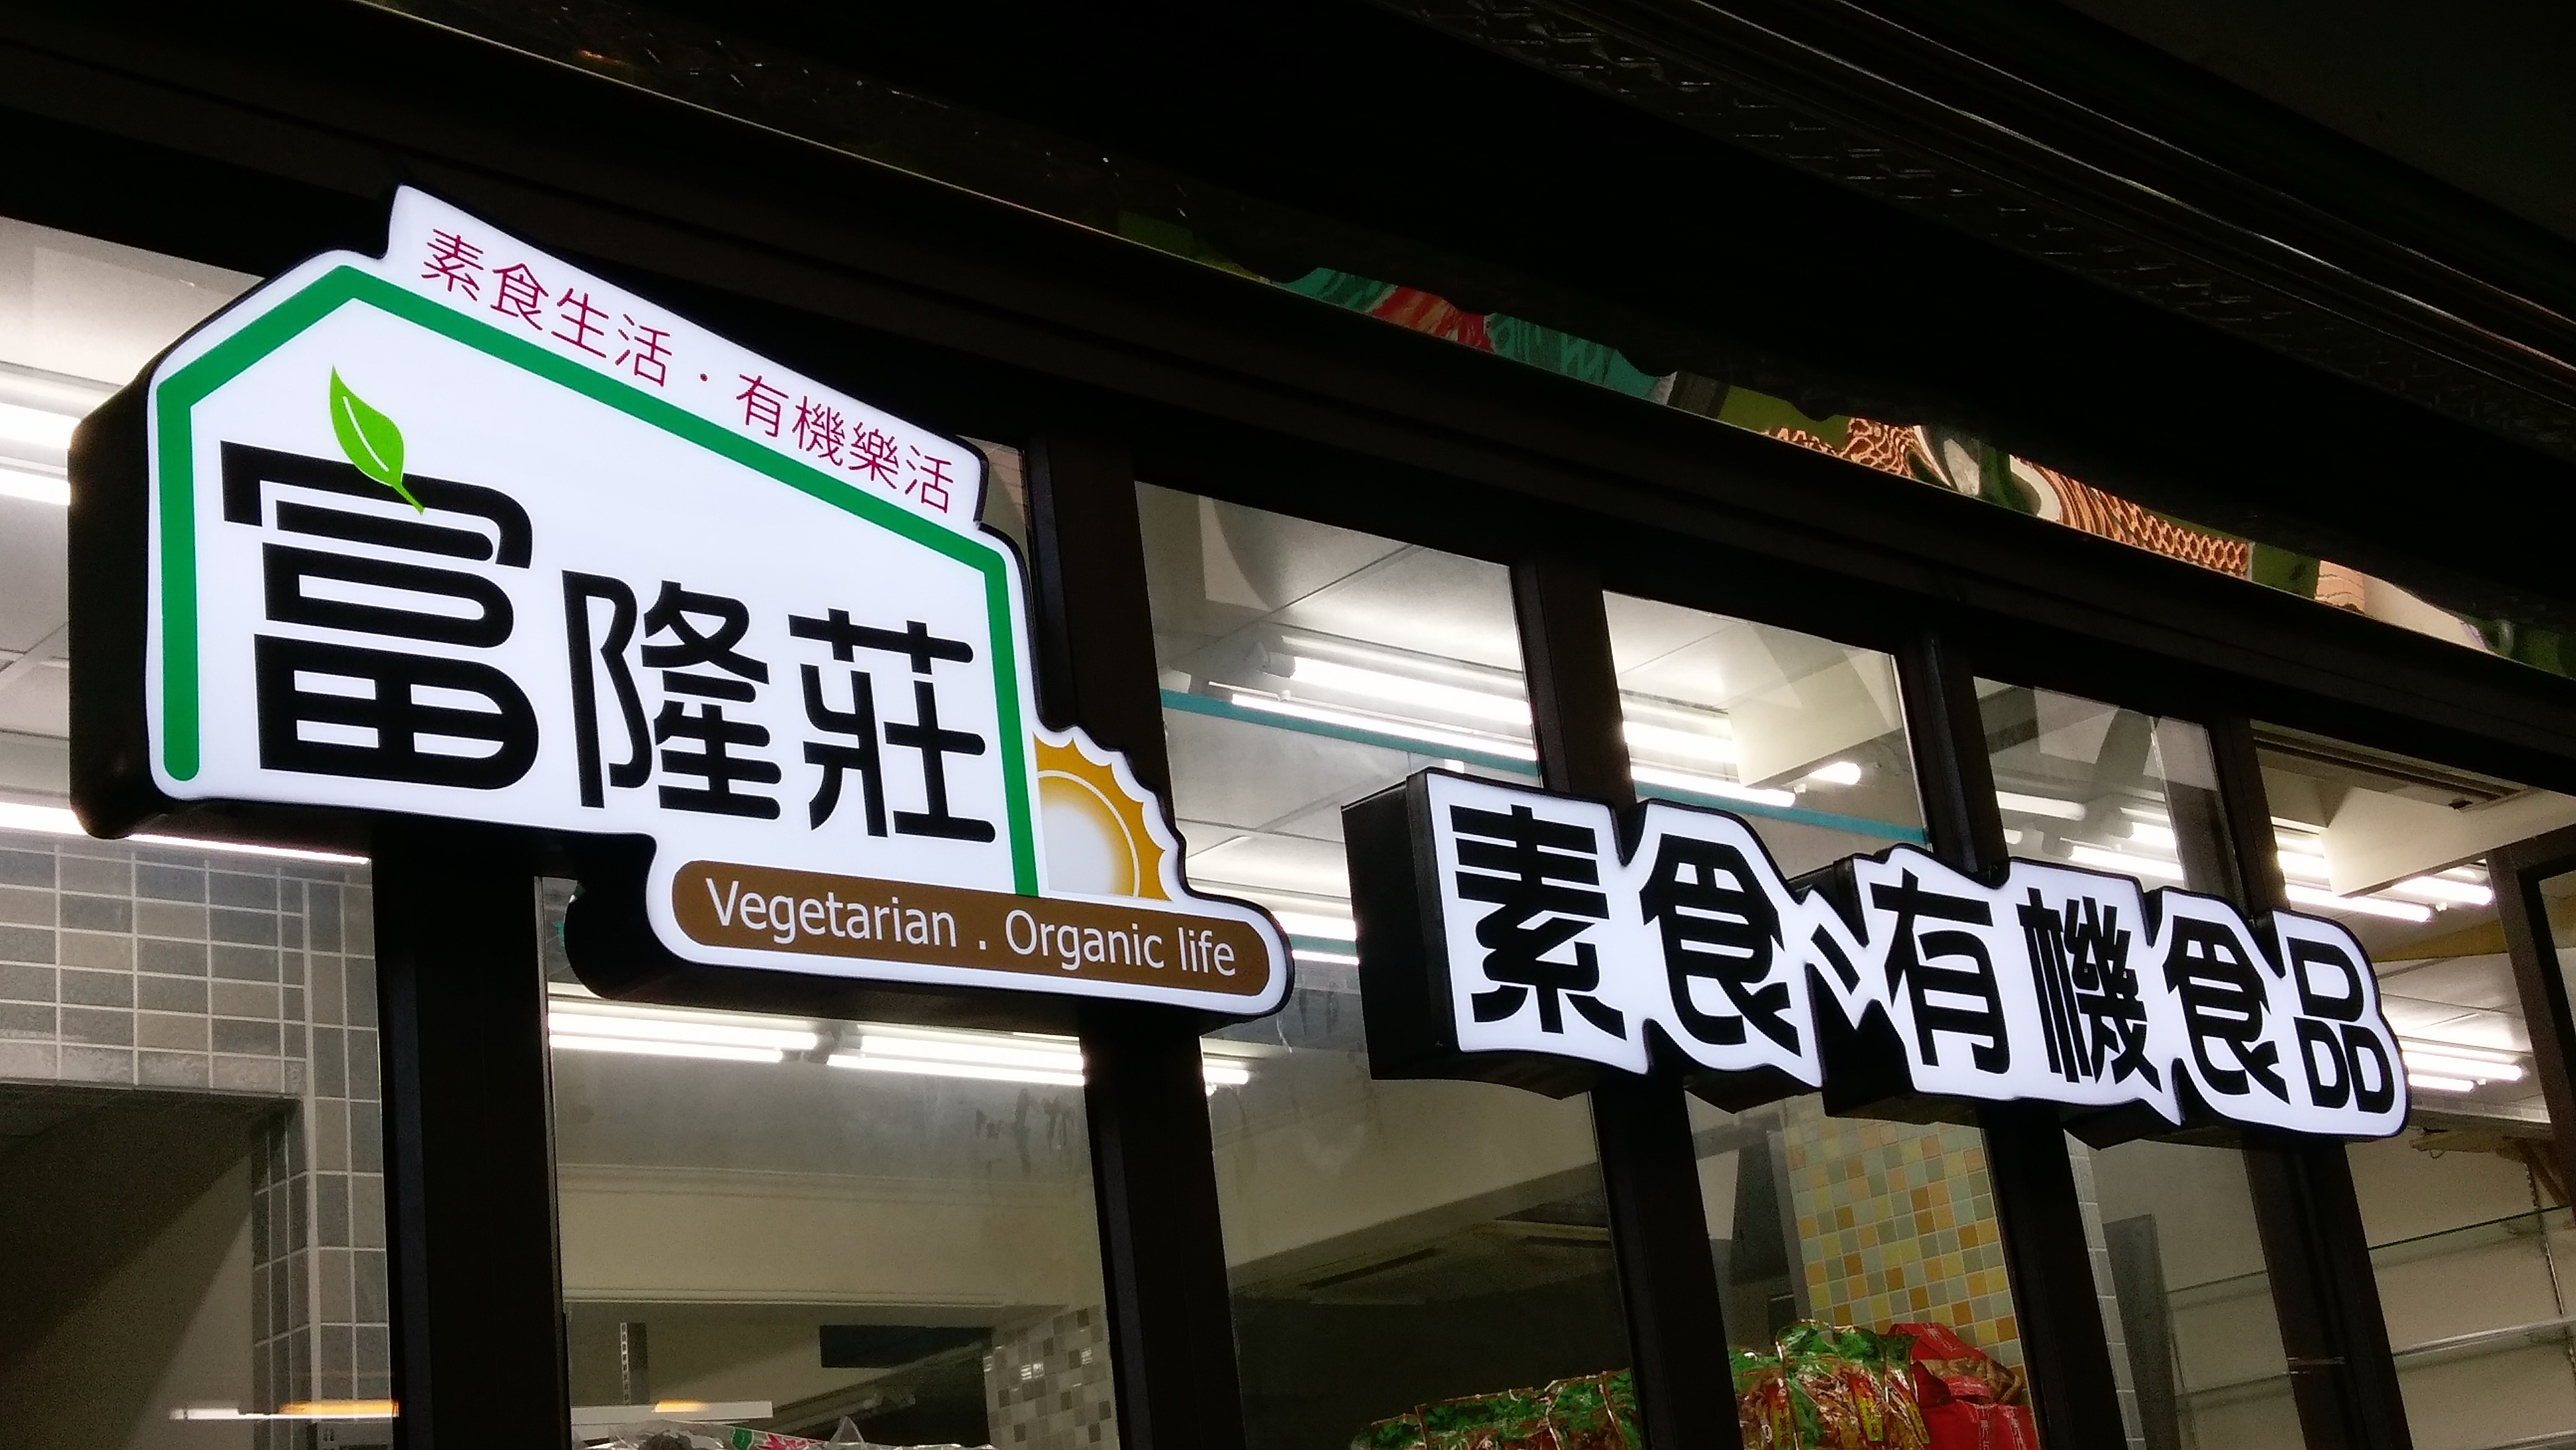 素食生活．有機樂活
富隆莊
Vegetarian . Organic life
素食、有機食品